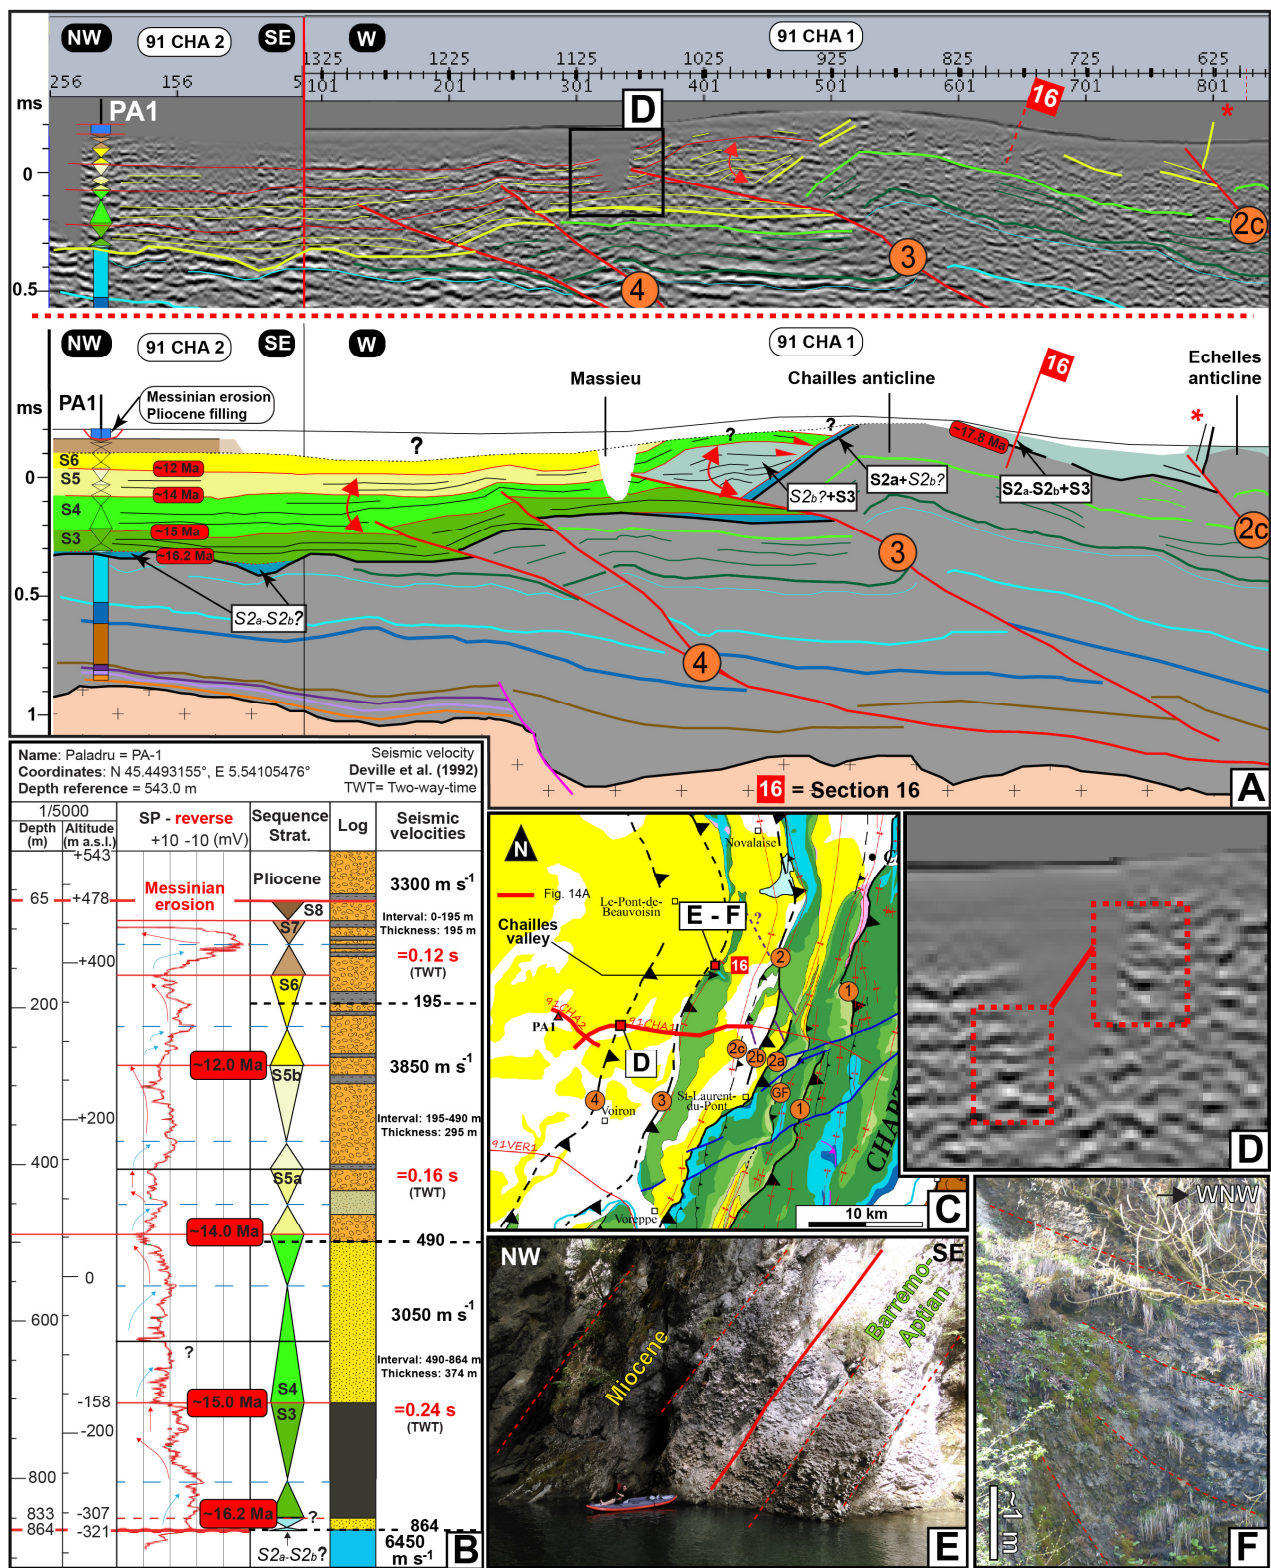 NW
91 CHA 2
SE
W
91 CHA 1
1325 1225 1125 1025 925 825 725 625
256 156 5 101 201 301 401 501 601 701 801
ms
PA1
D
16
*
0
2c
3
4
0.5
NW
91 CHA 2
SE
W
91 CHA 1
16
Echelles
anticline
Massieu
Chailles anticline
ms
PA1
Messinian erosion
Pliocene filling
*
?
?
?
~17.8 Ma
S6
~12 Ma
S5
0
~14 Ma
S2b?+S3
S2a+S2b?
S2a-S2b+S3
S4
~15 Ma
S3
~16.2 Ma
2c
3
0.5
S2a-S2b?
4
1
16 = Section 16
A
Name: Paladru = PA-1
Coordinates: N 45.4493155°, E 5.54105476°
Depth reference = 543.0 m
Seismic velocity
Deville et al. (1992)
TWT= Two-way-time
1/5000
Depth
(m)
Altitude
(m a.s.l.)
SP - reverse
+10 -10 (mV)
Sequence
Strat.
Log
Seismic
velocities
+543
Pliocene
3300 m s-1
Messinian
erosion
65
+478
S8
S7
Interval: 0-195 m
Thickness: 195 m
+400
=0.12 s
(TWT)
S6
200
195
~12.0 Ma
S5b
3850 m s-1
+200
Interval: 195-490 m
Thickness: 295 m
400
S5a
=0.16 s
(TWT)
~14.0 Ma
490
0
600
3050 m s-1
?
Interval: 490-864 m
Thickness: 374 m
S4
-158
~15.0 Ma
S3
=0.24 s
(TWT)
-200
800
833
-307
~16.2 Ma
?
864
-321
864
6450
m s-1
S2a-S2b?
B
N
Novalaise
Fig. 14A
Le-Pont-de-
Beauvoisin
E - F
?
Chailles
valley
16
2
1
91CHA2
PA1
91CHA1
D
2c
2b
2a
GF
4
Voiron
3
St-Laurent-
du-Pont
1
CHART
91VER1
Voreppe
10 km
C
D
NW
SE
Miocene
Barremo-
Aptian
E
WNW
~1 m
F